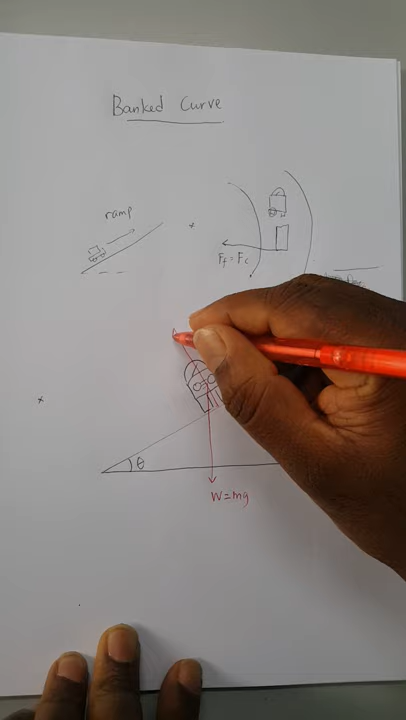 Banked Curve
ramp
Ff = Fc
θ
W=mg